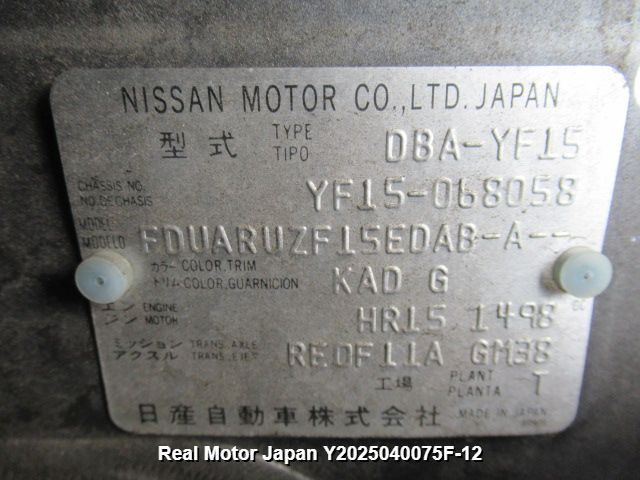 NISSAN MOTOR CO.,LTD. JAPAN
型式 TYPE TIPO DBA-YF15
CHASSIS NO. NO.DECHASIS YF15-068058
MODEL MODELO FDUARUZF15EDAB-A---
カラー COLOR,TRIM トリム COLOR,GUARNICION KAD G
エンジン ENGINE MOTOR HR15 1498 cc
ミッション TRANS. AXLE アクスル TRANS. EJES REOF11A GM38
工場 PLANT PLANTA T
日産自動車株式会社 MADE IN JAPAN
Real Motor Japan Y2025040075F-12